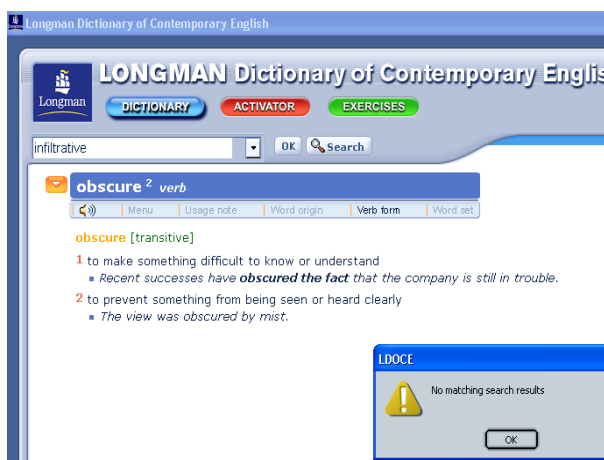 Longman Dictionary of Contemporary English
LONGMAN Dictionary of Contemporary Englis
Longman
DICTIONARY ACTIVATOR EXERCISES
infiltrative OK Search
obscure 2 verb
Menu Usage note Word origin Verb form Word set
obscure [transitive]
1 to make something difficult to know or understand
Recent successes have obscured the fact that the company is still in trouble.
2 to prevent something from being seen or heard clearly
The view was obscured by mist.
LDOCE
No matching search results
OK